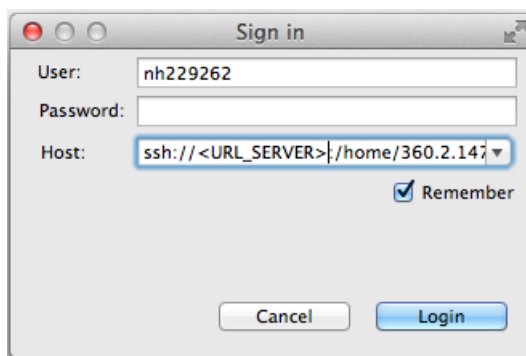 Sign in
User: nh229262
Password:
Host: ssh://<URL_SERVER>:/home/360.2.147
Remember
Cancel Login